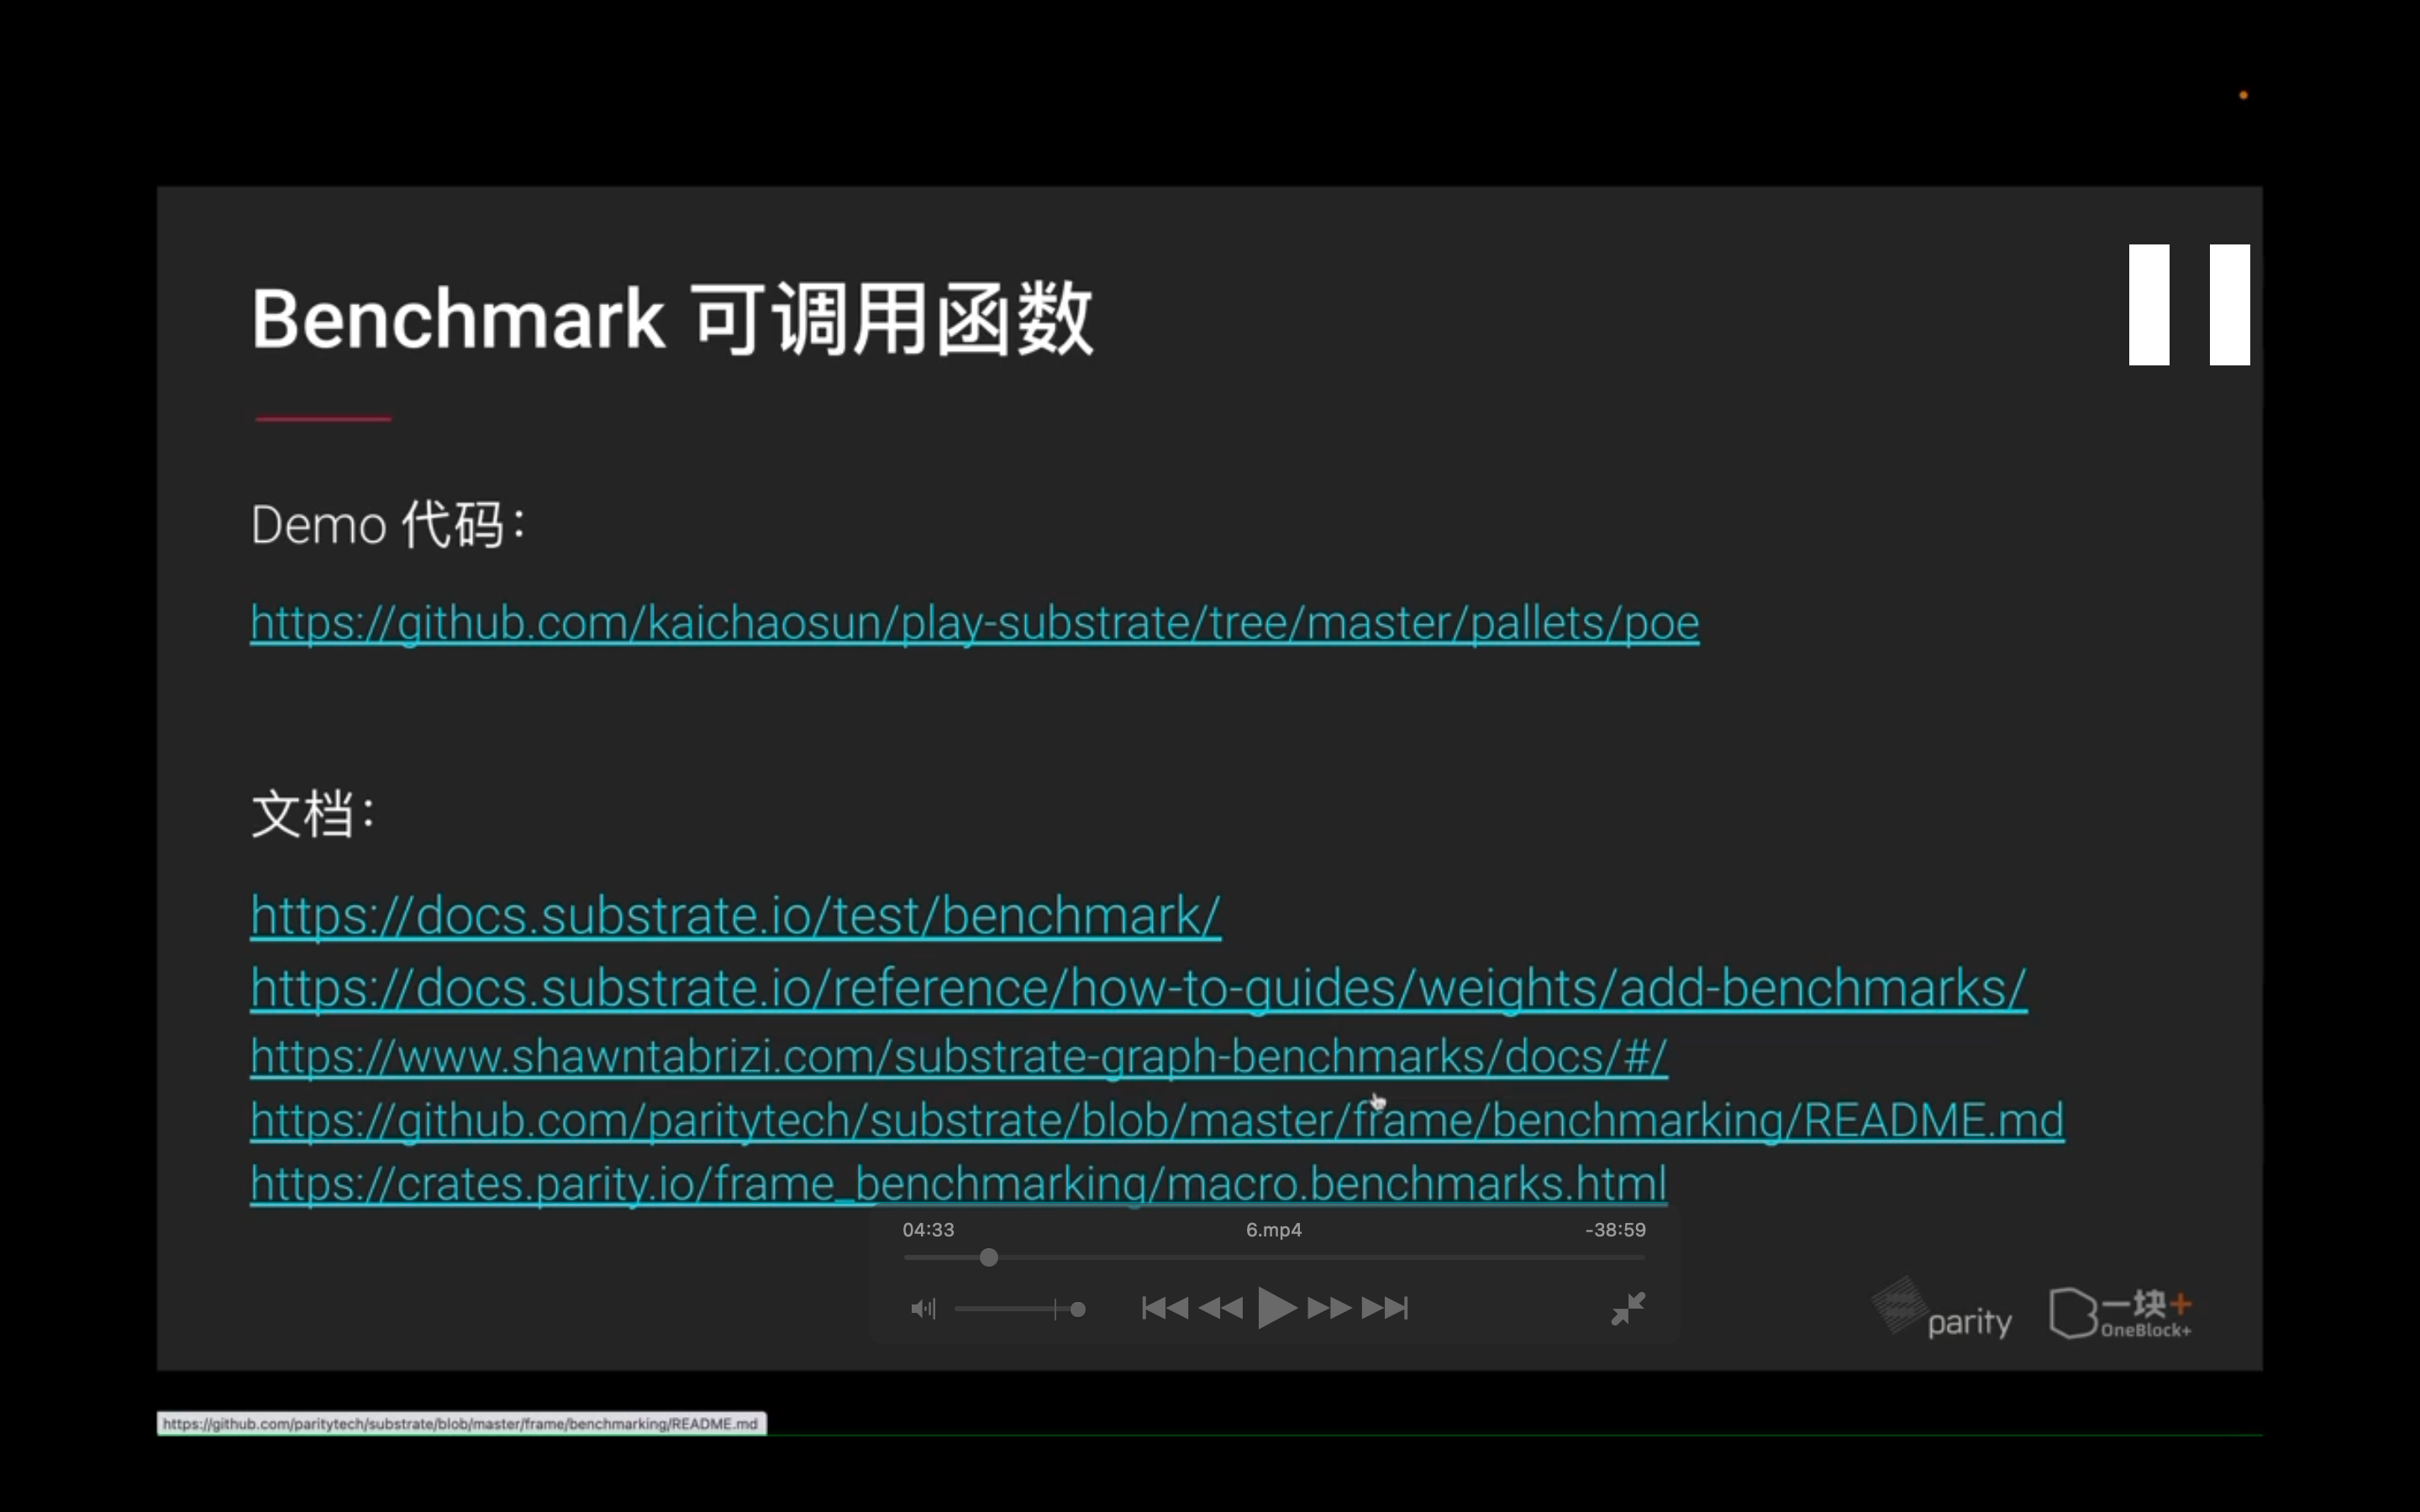 Benchmark 可调用函数
Demo 代码：
https://github.com/kaichaosun/play-substrate/tree/master/pallets/poe
文档：
https://docs.substrate.io/test/benchmark/
https://docs.substrate.io/reference/how-to-guides/weights/add-benchmarks/
https://www.shawntabrizi.com/substrate-graph-benchmarks/docs/#/
https://github.com/paritytech/substrate/blob/master/frame/benchmarking/README.md
https://crates.parity.io/frame_benchmarking/macro.benchmarks.html
04:33 6.mp4 -38:59
parity 一块+
OneBlock+
https://github.com/paritytech/substrate/blob/master/frame/benchmarking/README.md